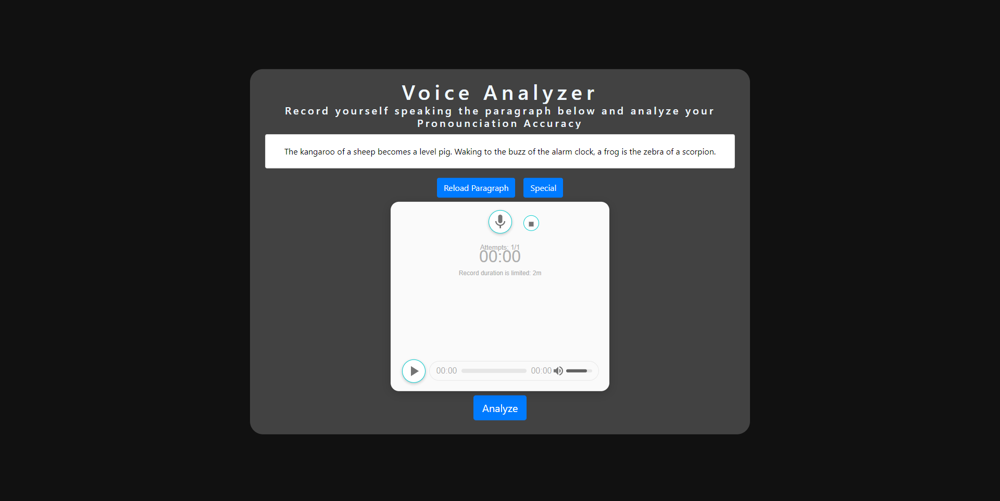 Voice Analyzer
Record yourself speaking the paragraph below and analyze your
Pronounciation Accuracy
The kangaroo of a sheep becomes a level pig. Waking to the buzz of the alarm clock, a frog is the zebra of a scorpion.
Reload Paragraph Special
Attempts: 1/1
00:00
Record duration is limited: 2m
00:00 00:00
Analyze